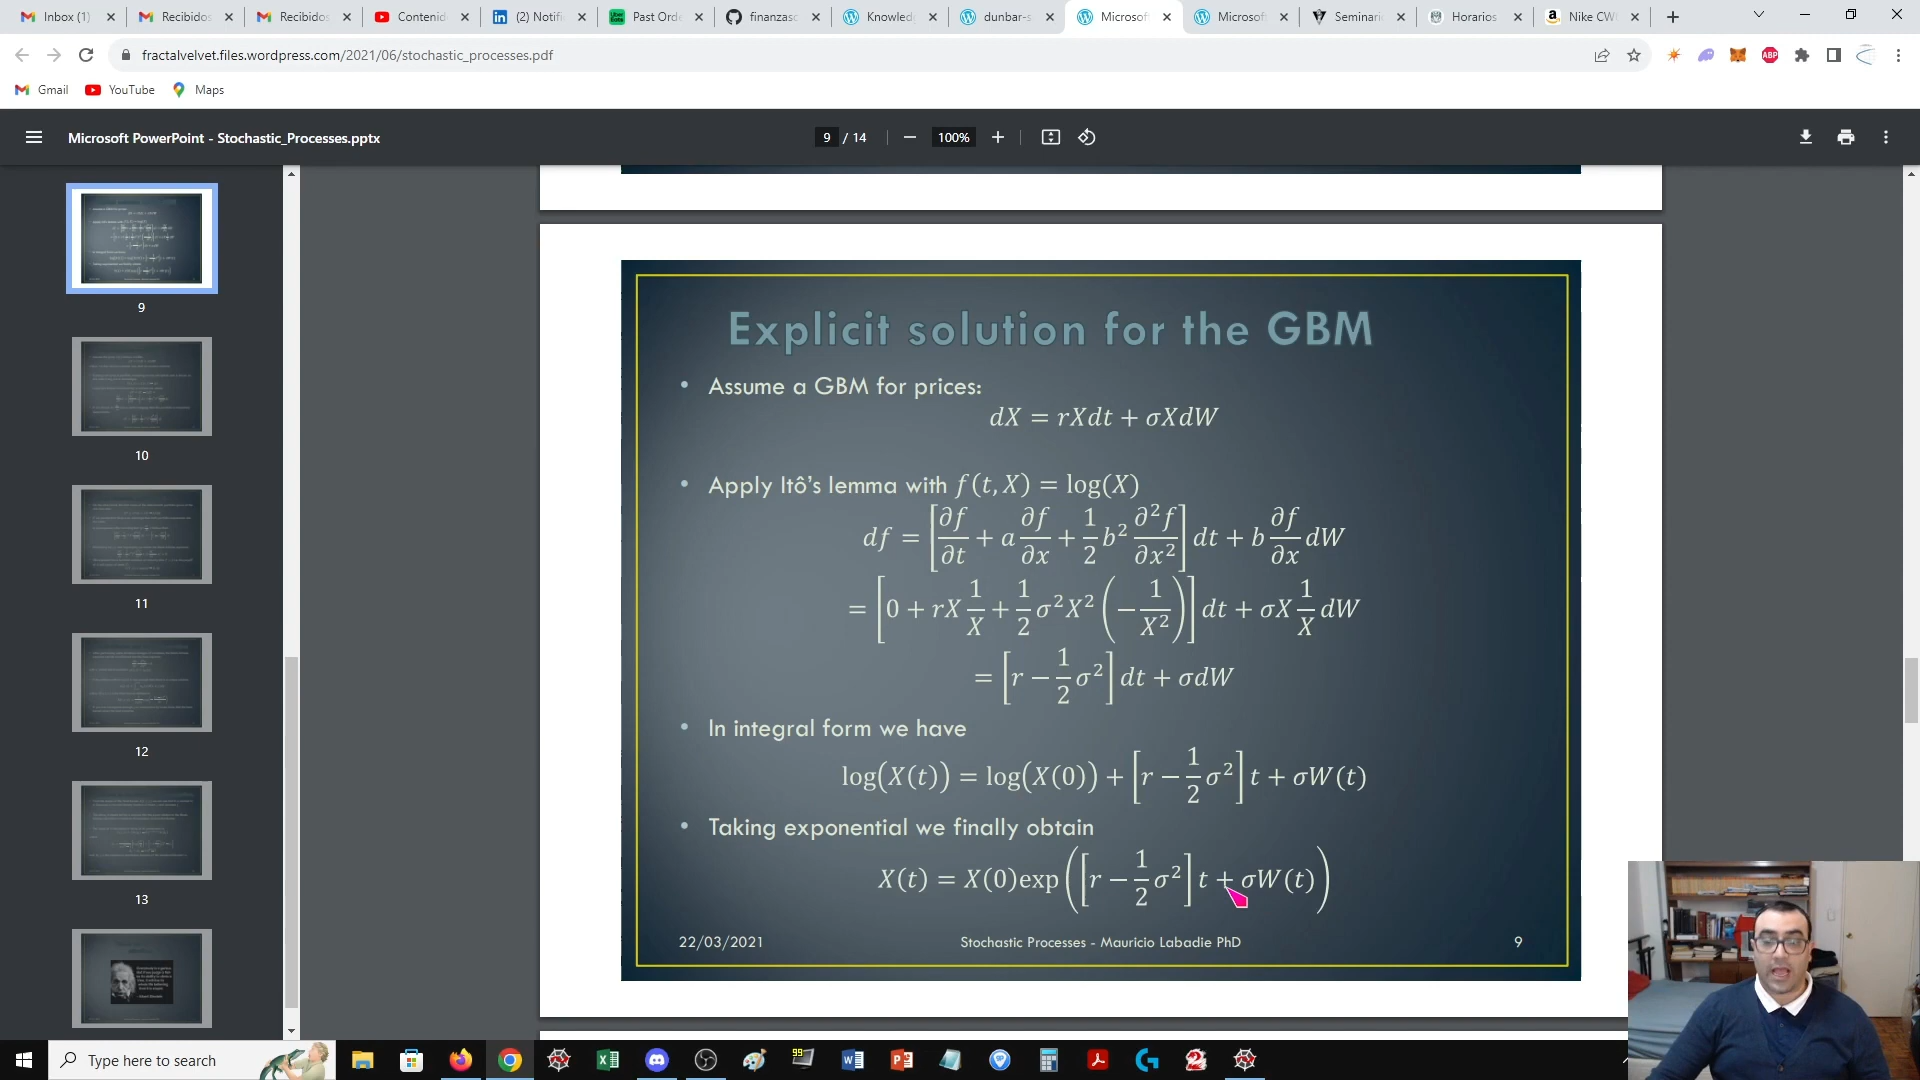 Inbox (1)
Recibidos
Recibidos
Contenid
(2) Notifi
Past Orde
finanzasc
Knowled
dunbar-s
Microsof
Microsof
Seminari
Horarios
Nike CW
fractalvelvet.files.wordpress.com/2021/06/stochastic_processes.pdf
ABP
Gmail
YouTube
Maps
Microsoft PowerPoint - Stochastic_Processes.pptx
9 / 14
100%
9
10
11
12
13
Explicit solution for the GBM
• Assume a GBM for prices:
dX = rXdt + σXdW
• Apply Itô's lemma with f(t, X) = log(X)
df = [∂f/∂t + a ∂f/∂x + 1/2 b² ∂²f/∂x²] dt + b ∂f/∂x dW
= [0 + rX 1/X + 1/2 σ²X² (−1/X²)] dt + σX 1/X dW
= [r − 1/2 σ²] dt + σdW
• In integral form we have
log(X(t)) = log(X(0)) + [r − 1/2 σ²] t + σW(t)
• Taking exponential we finally obtain
X(t) = X(0)exp([r − 1/2 σ²] t + σW(t))
22/03/2021
Stochastic Processes - Mauricio Labadie PhD
9
Type here to search
99